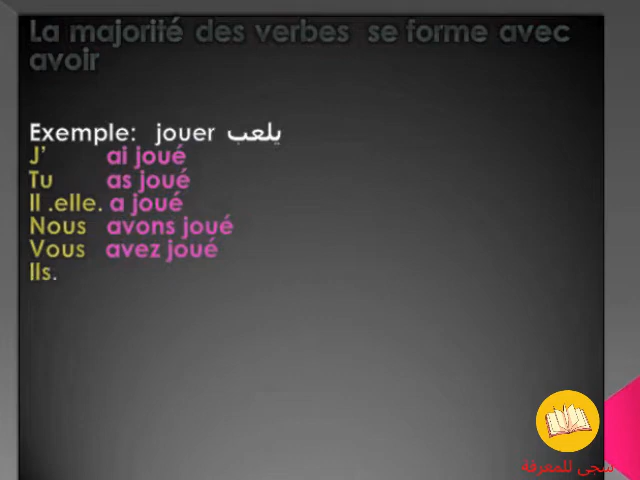 La majorité des verbes se forme avec
avoir
Exemple: jouer يلعب
J’ ai joué
Tu as joué
Il .elle. a joué
Nous avons joué
Vous avez joué
Ils.
سجى للمعرفة